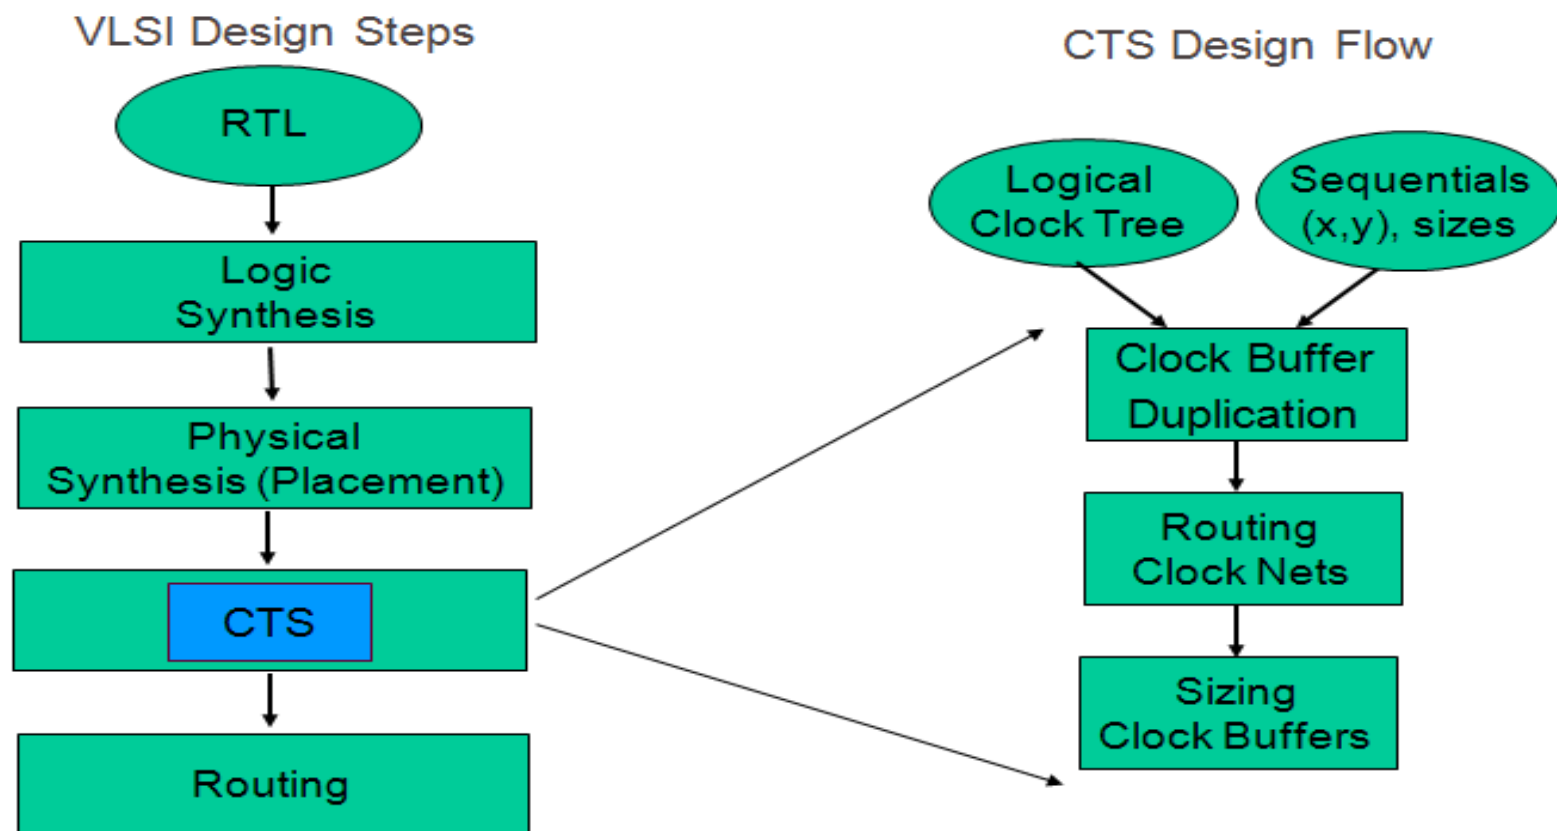 VLSI Design Steps
RTL
Logic
Synthesis
Physical
Synthesis (Placement)
CTS
Routing
CTS Design Flow
Logical
Clock Tree
Sequentials
(x,y), sizes
Clock Buffer
Duplication
Routing
Clock Nets
Sizing
Clock Buffers